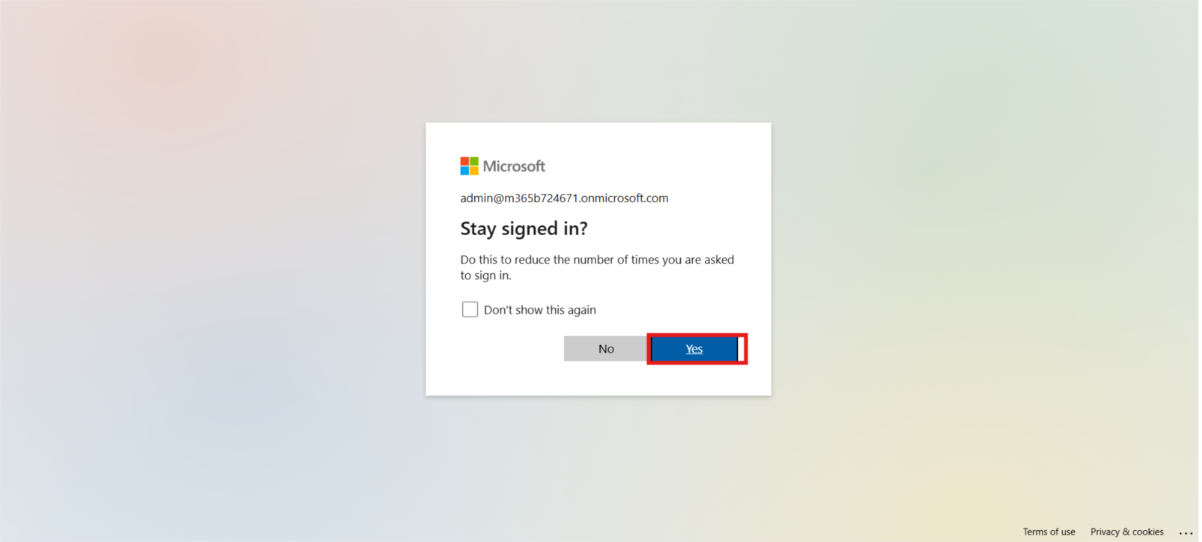 Microsoft
admin@m365b724671.onmicrosoft.com
Stay signed in?
Do this to reduce the number of times you are asked
to sign in.
Don't show this again
No Yes
Terms of use Privacy & cookies ...